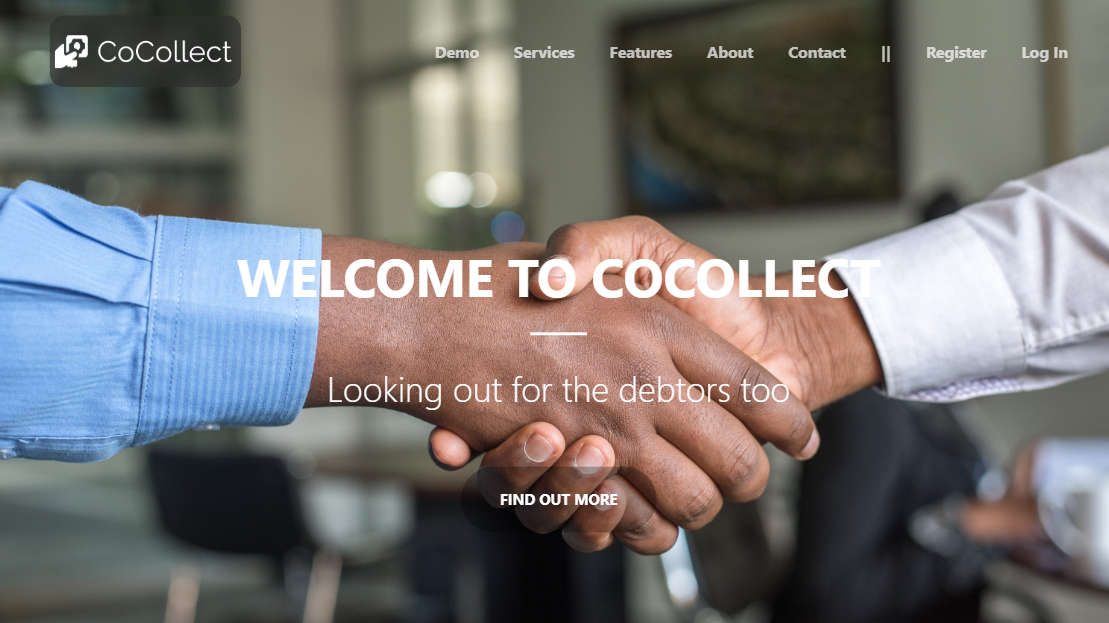 CoCollect
Demo Services Features About Contact || Register Log In
WELCOME TO COCOLLECT
Looking out for the debtors too
FIND OUT MORE